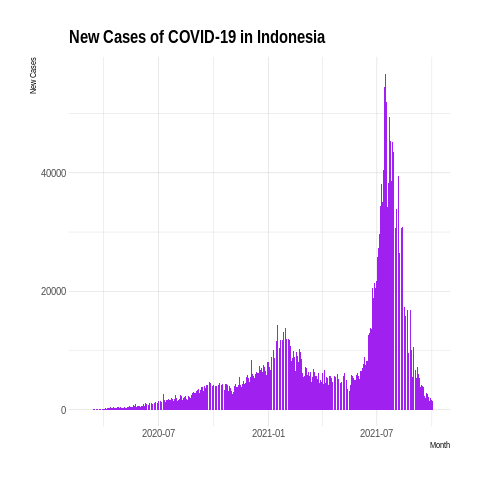 New Cases of COVID-19 in Indonesia
New Cases
40000
20000
0
2020-07
2021-01
2021-07
Month